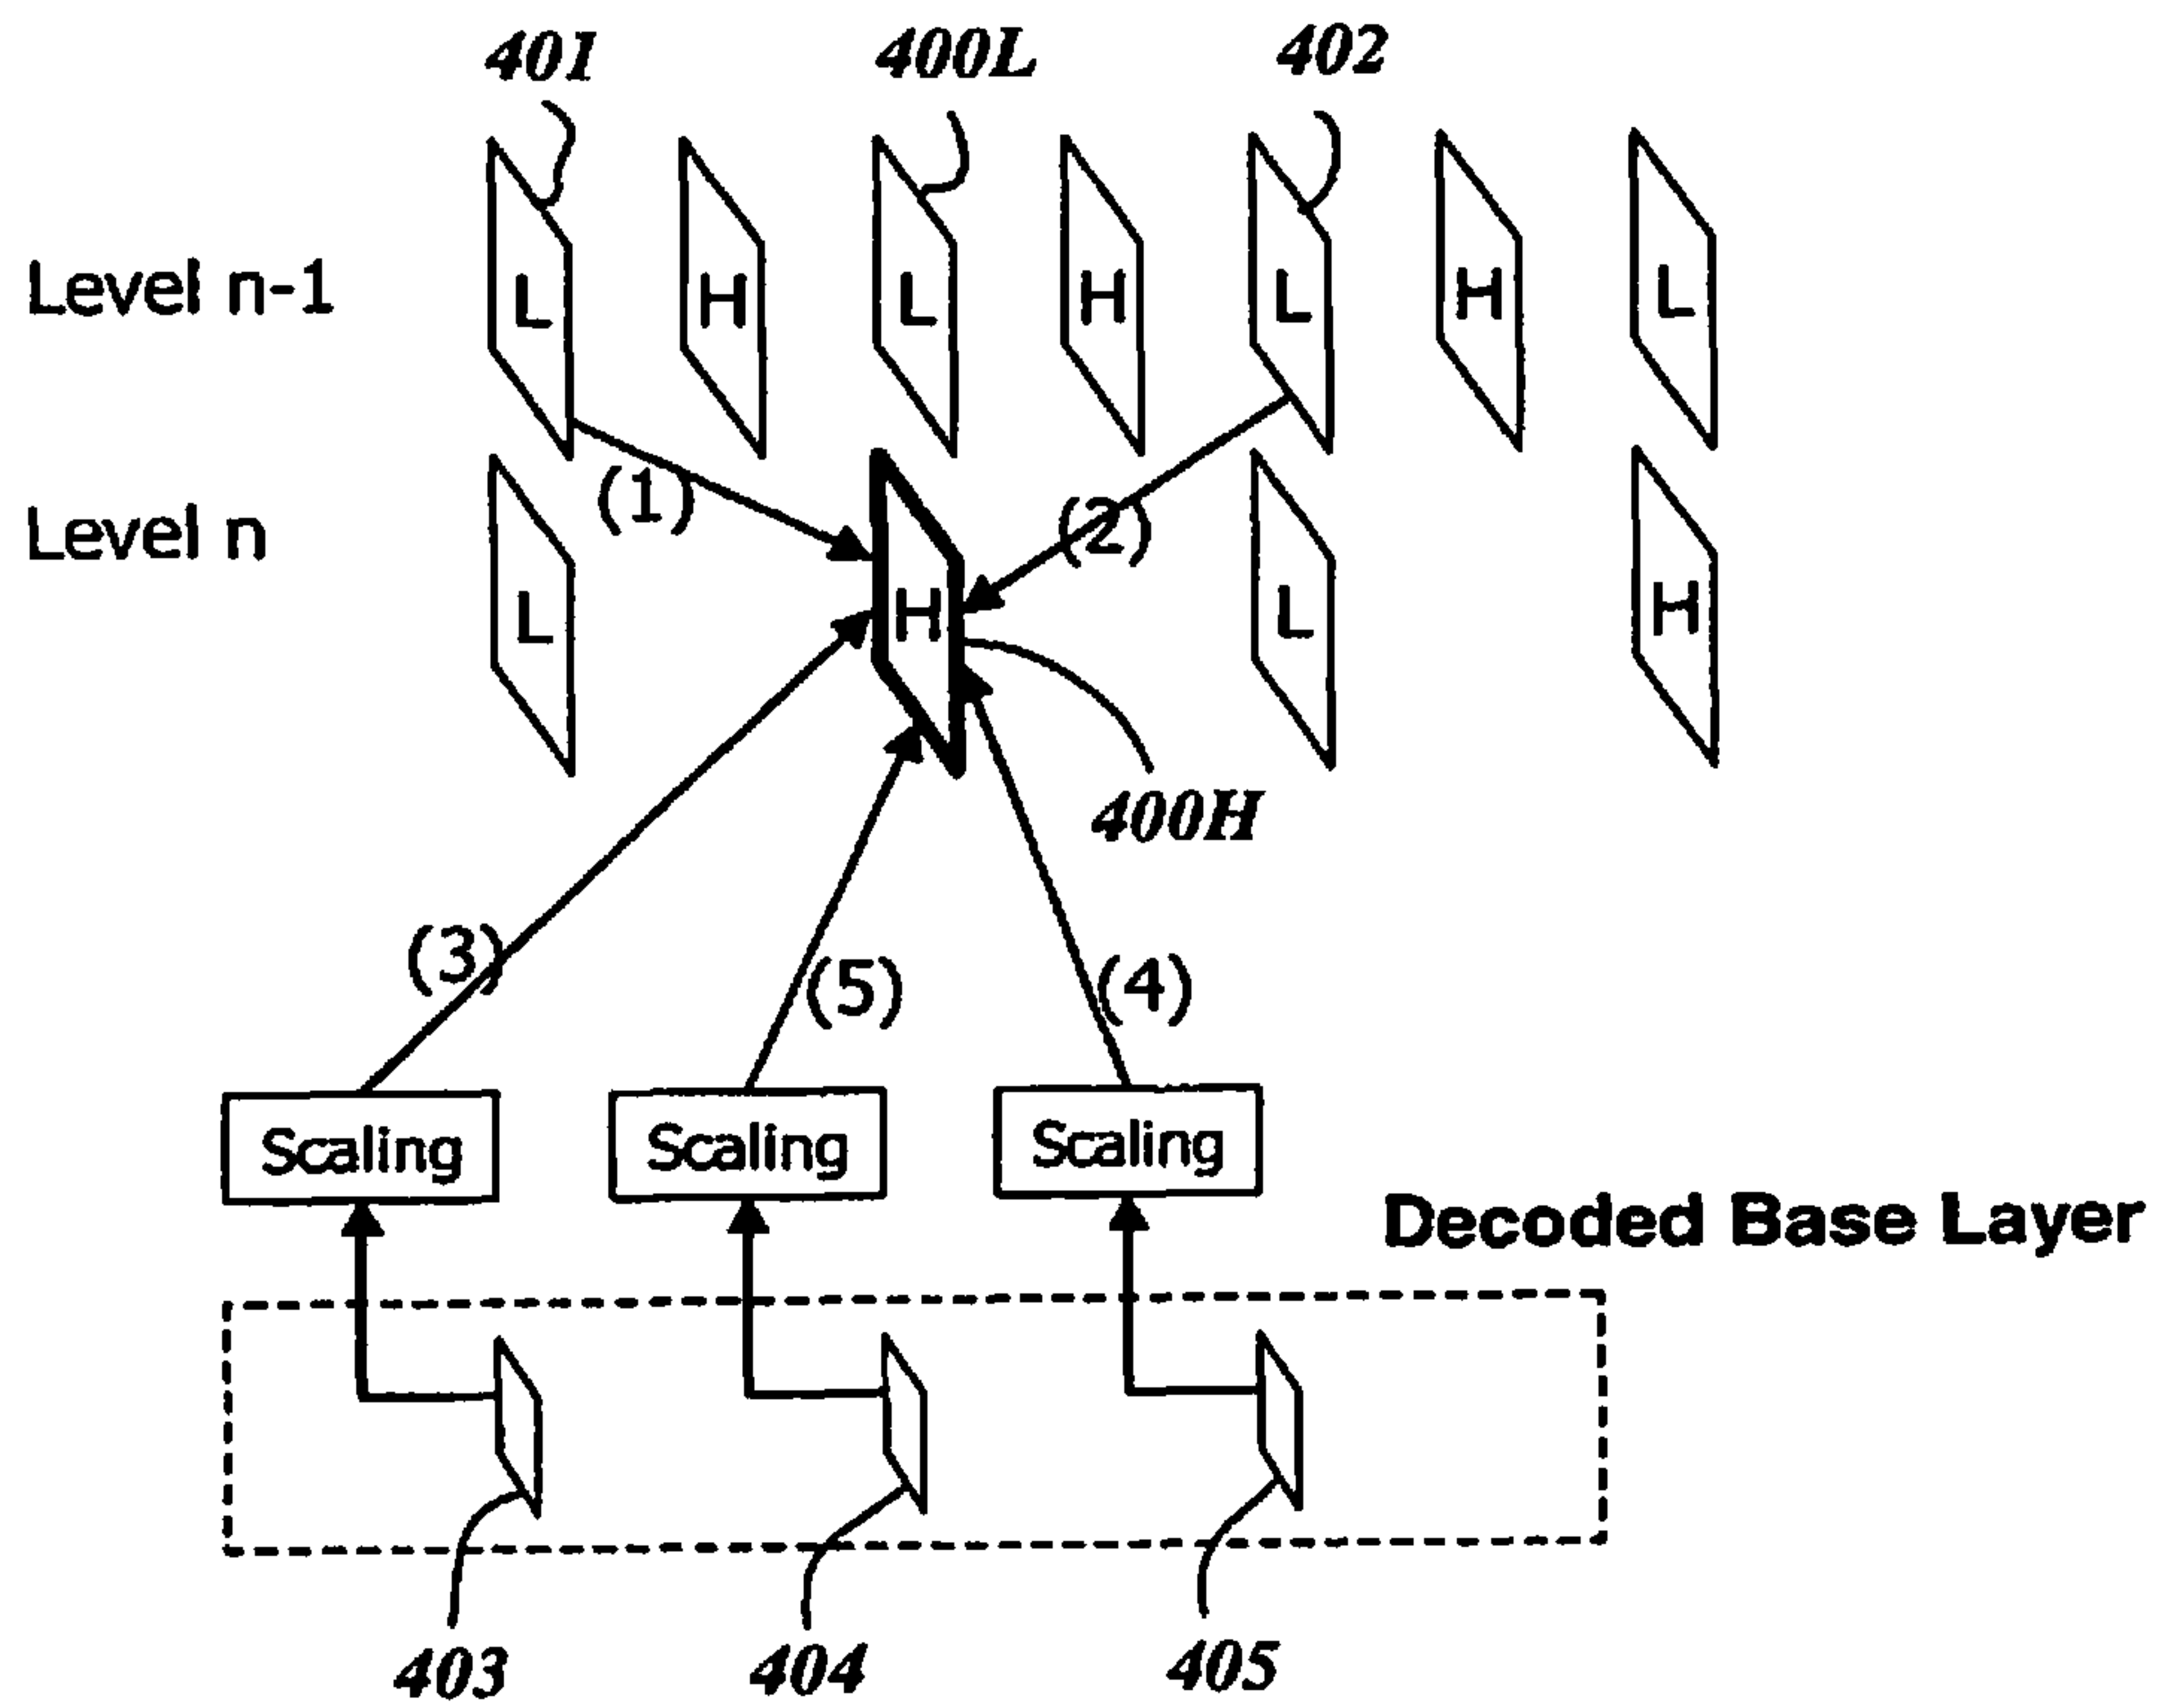 401 400L 402
Level n-1 L H L H L H L
(1) (2)
Level n L H L H
400H
(3) (5) (4)
Scaling Scaling Scaling
Decoded Base Layer
403 404 405